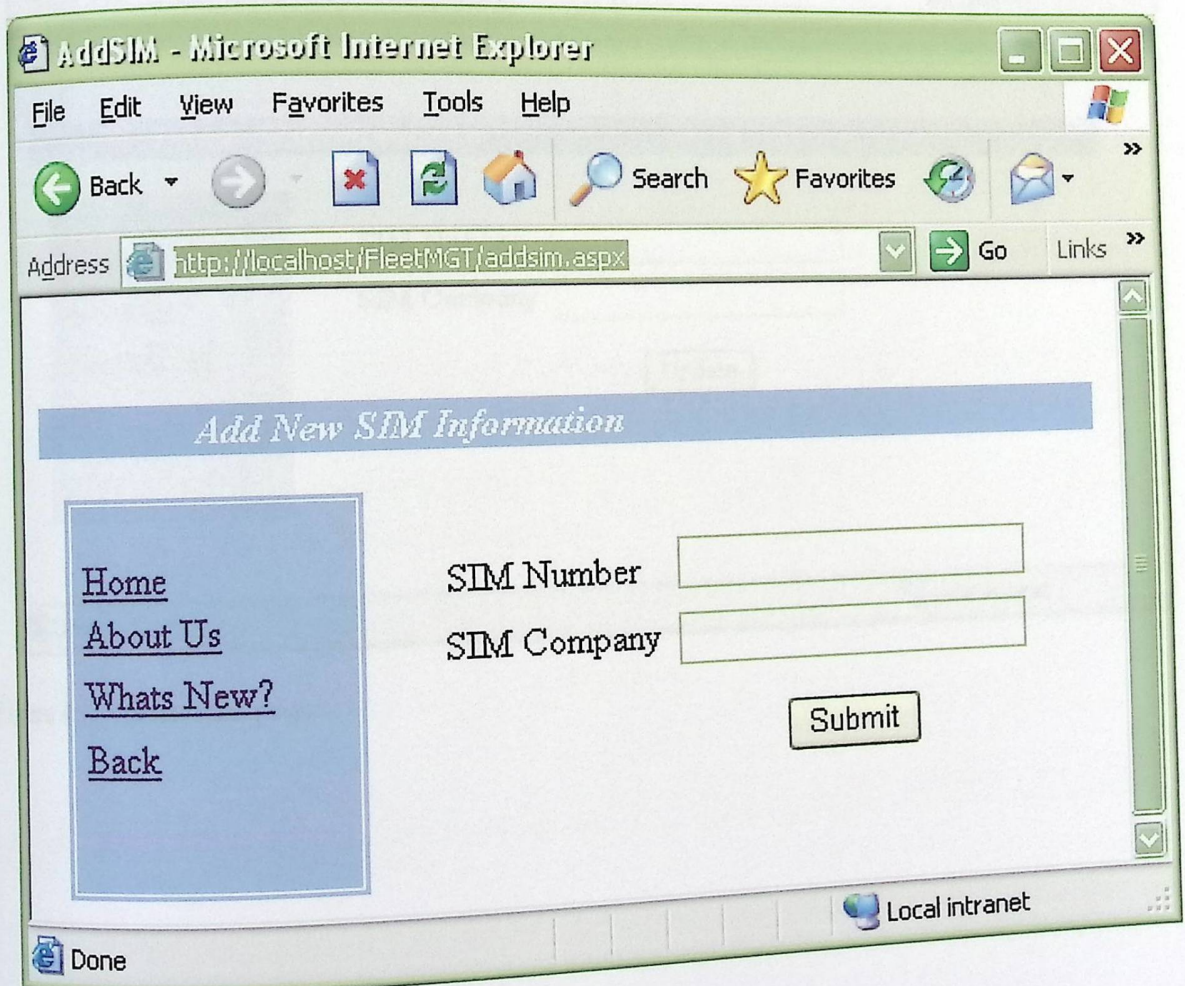 AddSIM - Microsoft Internet Explorer
File Edit View Favorites Tools Help
Back Search Favorites »
Address http://localhost/FleetMGT/addsim.aspx Go Links »
Add New SIM Information
Home
About Us
Whats New?
Back
SIM Number
SIM Company
Submit
Done Local intranet